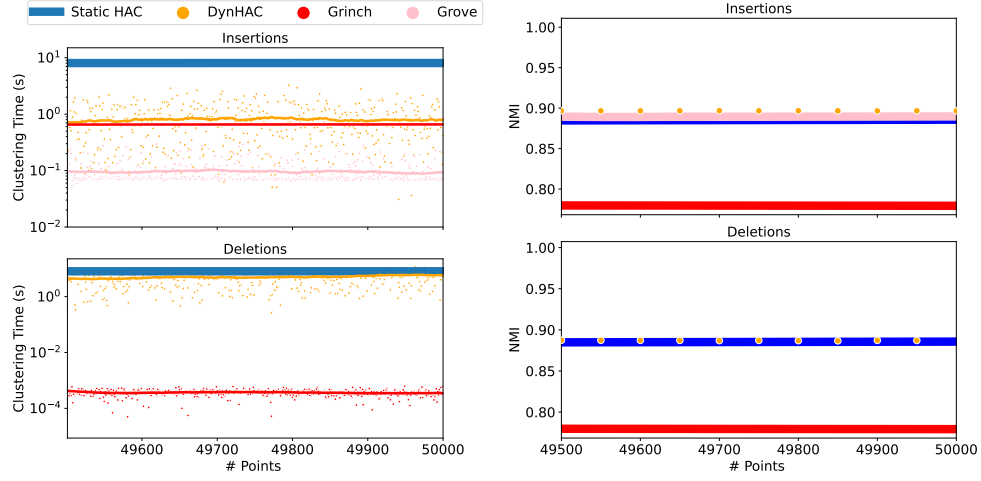 Static HAC DynHAC Grinch Grove
Insertions
Clustering Time (s)
10^1
10^0
10^-1
10^-2
Deletions
Clustering Time (s)
10^0
10^-2
10^-4
49600 49700 49800 49900 50000
# Points
Insertions
NMI
1.00
0.95
0.90
0.85
0.80
Deletions
NMI
1.00
0.95
0.90
0.85
0.80
49500 49600 49700 49800 49900 50000
# Points